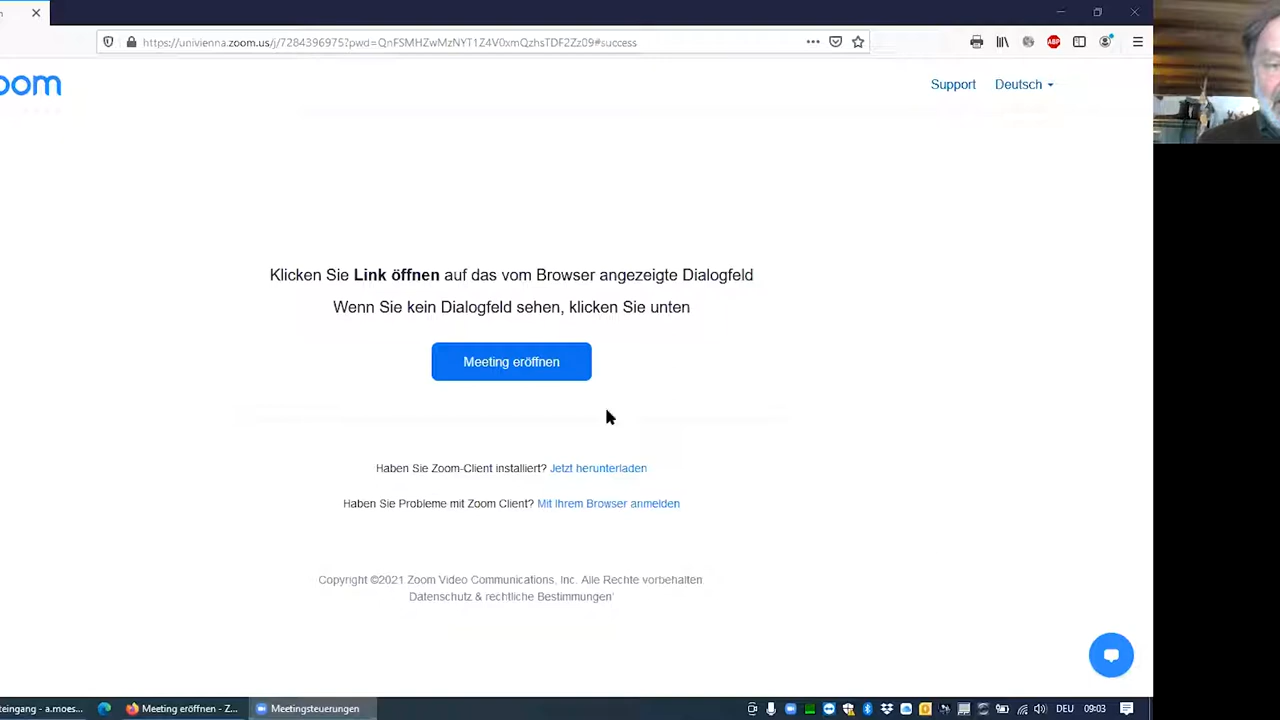 https://univienna.zoom.us/j/7284396975?pwd=QnFSMHZwMzNYT1Z4V0xmQzhsTDF2Zz09#success
oom
Support
Deutsch
Klicken Sie Link öffnen auf das vom Browser angezeigte Dialogfeld
Wenn Sie kein Dialogfeld sehen, klicken Sie unten
Meeting eröffnen
Haben Sie Zoom-Client installiert? Jetzt herunterladen
Haben Sie Probleme mit Zoom Client? Mit Ihrem Browser anmelden
Copyright ©2021 Zoom Video Communications, Inc. Alle Rechte vorbehalten
Datenschutz & rechtliche Bestimmungen
teingang - a.moes...
Meeting eröffnen - Z...
Meetingsteuerungen
DEU
09:03